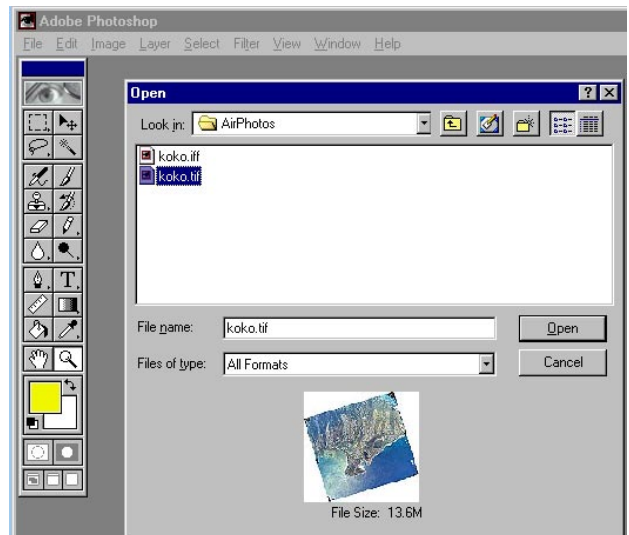 Adobe Photoshop
File Edit Image Layer Select Filter View Window Help
Open
Look in: AirPhotos
koko.iff
koko.tif
File name: koko.tif Open
Files of type: All Formats Cancel
File Size: 13.6M